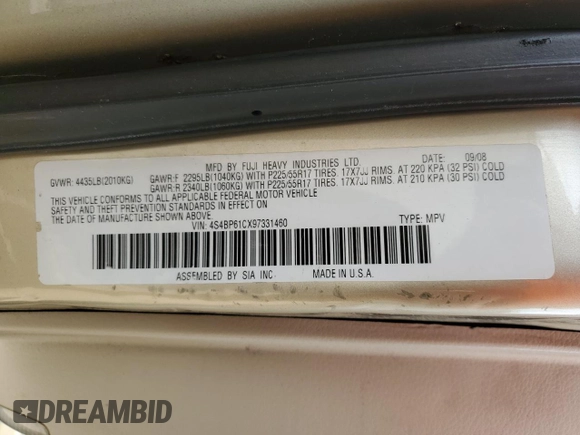 MFD BY FUJI HEAVY INDUSTRIES LTD. DATE: 09/08
GVWR: 4435LB(2010KG) GAWR:F 2295LB(1040KG) WITH P225/55R17 TIRES. 17X7JJ RIMS. AT 220 KPA (32 PSI) COLD
GAWR:R 2340LB(1060KG) WITH P225/55R17 TIRES. 17X7JJ RIMS. AT 210 KPA (30 PSI) COLD
THIS VEHICLE CONFORMS TO ALL APPLICABLE FEDERAL MOTOR VEHICLE
SAFETY AND THEFT PREVENTION STANDARDS IN EFFECT ON
THE DATE OF MANUFACTURE SHOWN ABOVE.
VIN: 4S4BP61CX97331460 TYPE: MPV
ASSEMBLED BY SIA INC. MADE IN U.S.A.
DREAMBID